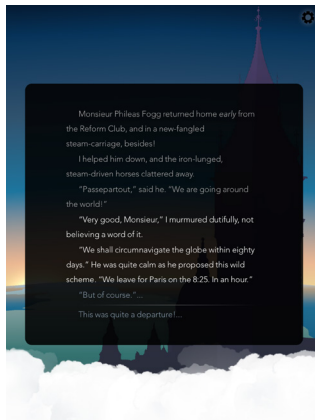 Monsieur Phileas Fogg returned home early from
the Reform Club, and in a new-fangled
steam-carriage, besides!
I helped him down, and the iron-lunged,
steam-driven horses clattered away.
“Passepartout,” said he. “We are going around
the world!”
“Very good, Monsieur,” I murmured dutifully, not
believing a word of it.
“We shall circumnavigate the globe within eighty
days.” He was quite calm as he proposed this wild
scheme. “We leave for Paris on the 8:25. In an hour.”
“But of course.”...
This was quite a departure!...